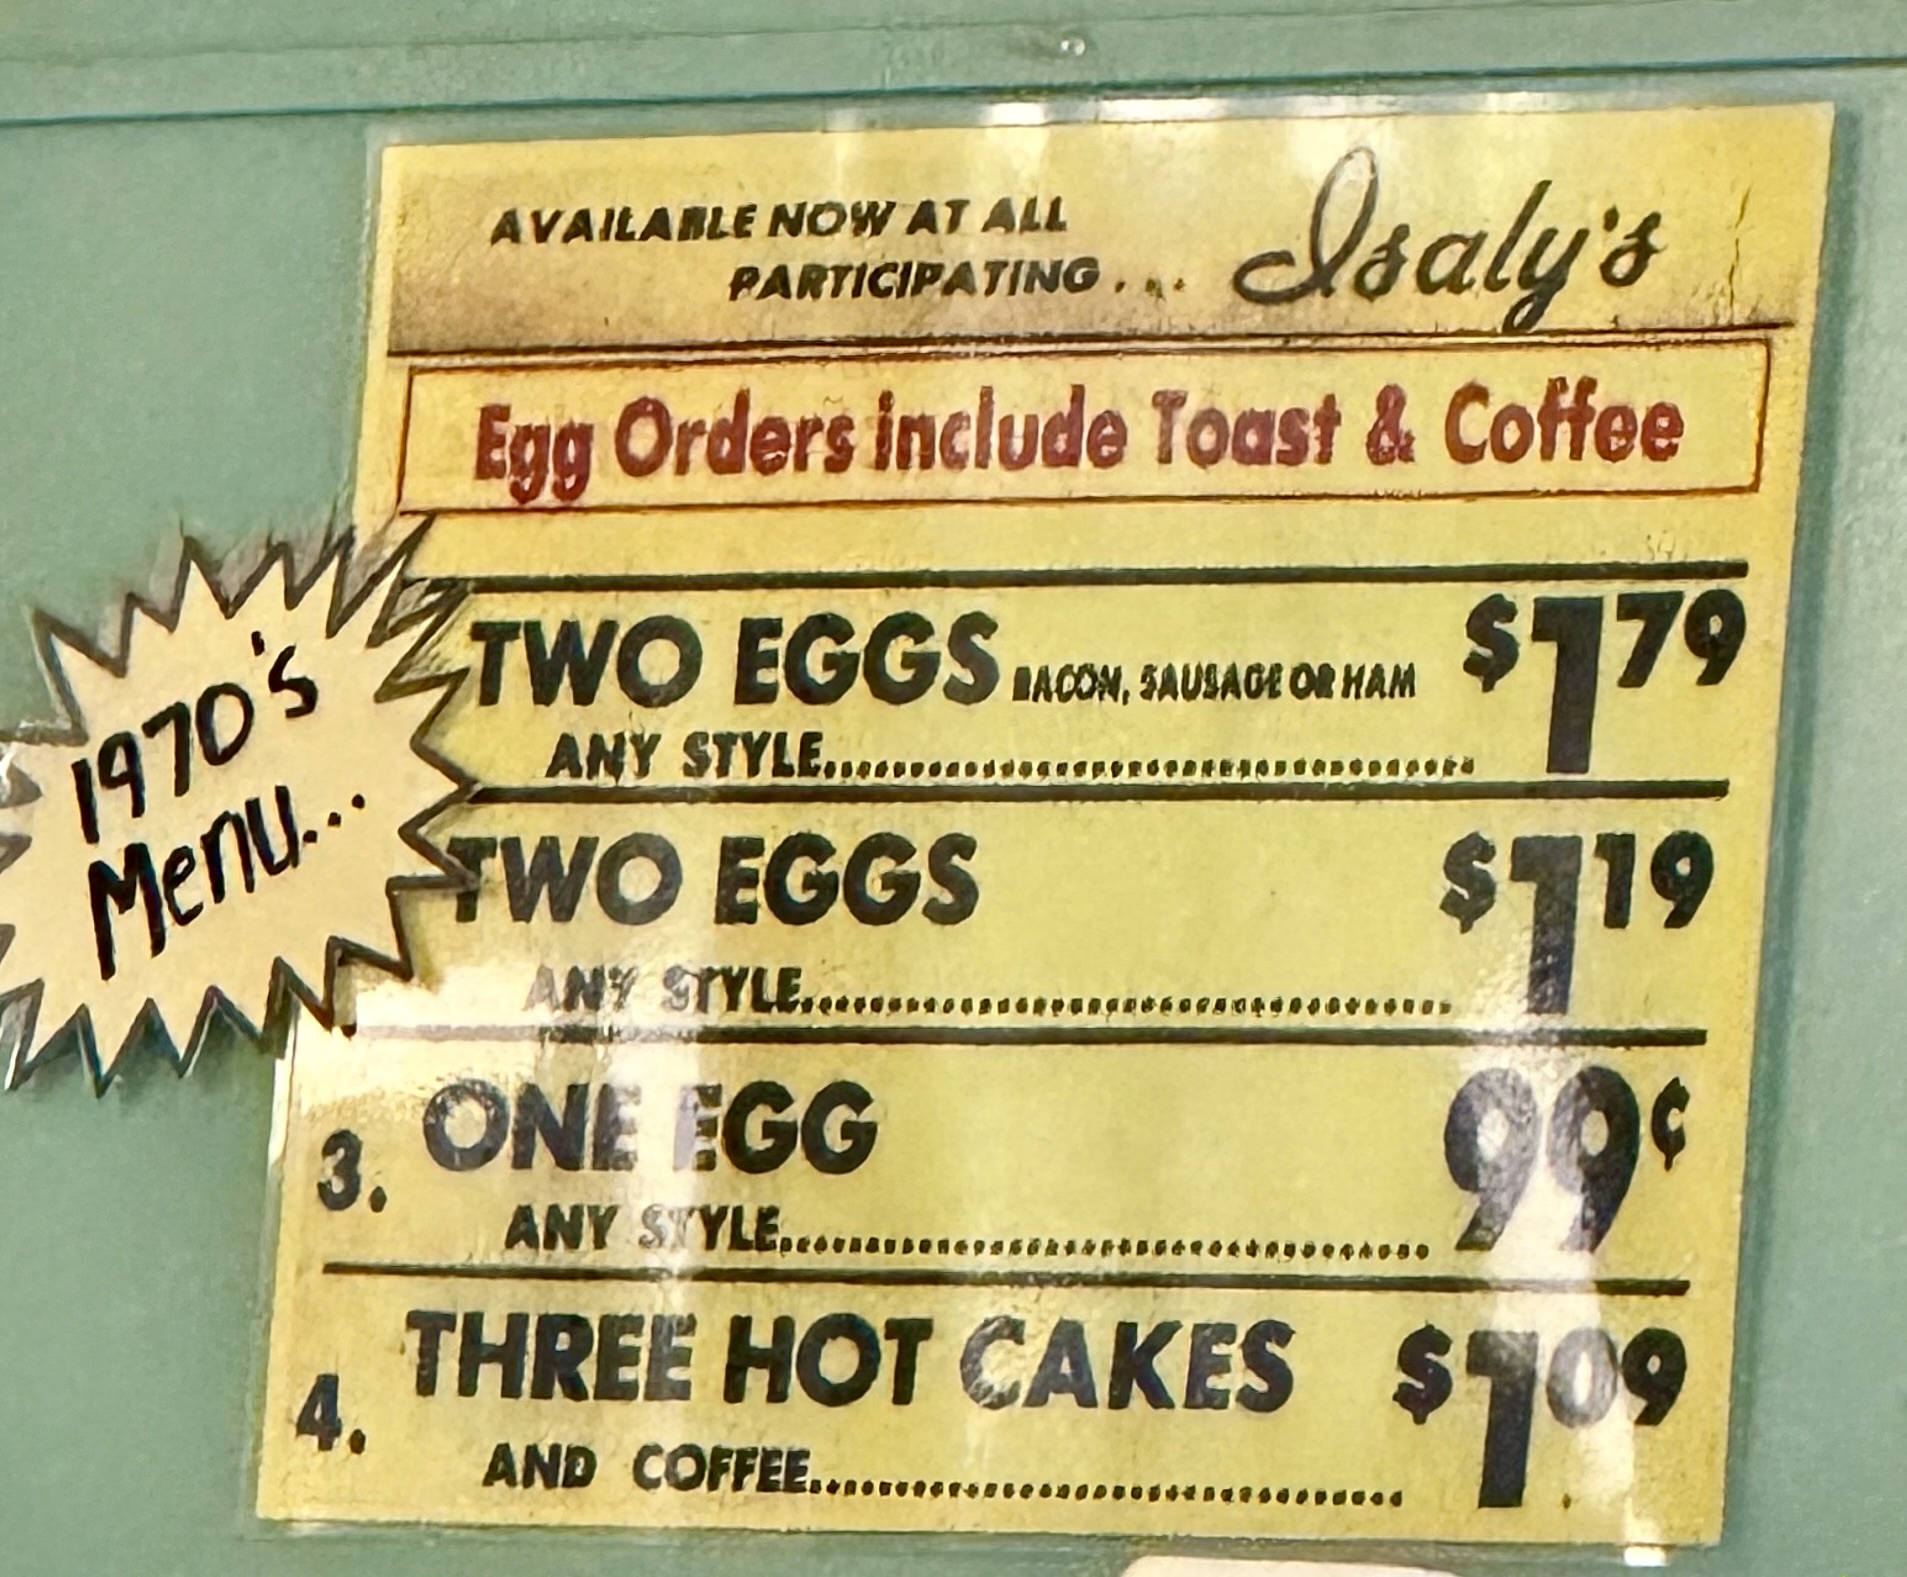 AVAILABLE NOW AT ALL
PARTICIPATING... Isaly's
Egg Orders include Toast & Coffee
1970's
Menu...
TWO EGGS BACON, SAUSAGE OR HAM $1.79
ANY STYLE
TWO EGGS $1.19
ANY STYLE
3. ONE EGG 99¢
ANY STYLE
4. THREE HOT CAKES $1.09
AND COFFEE